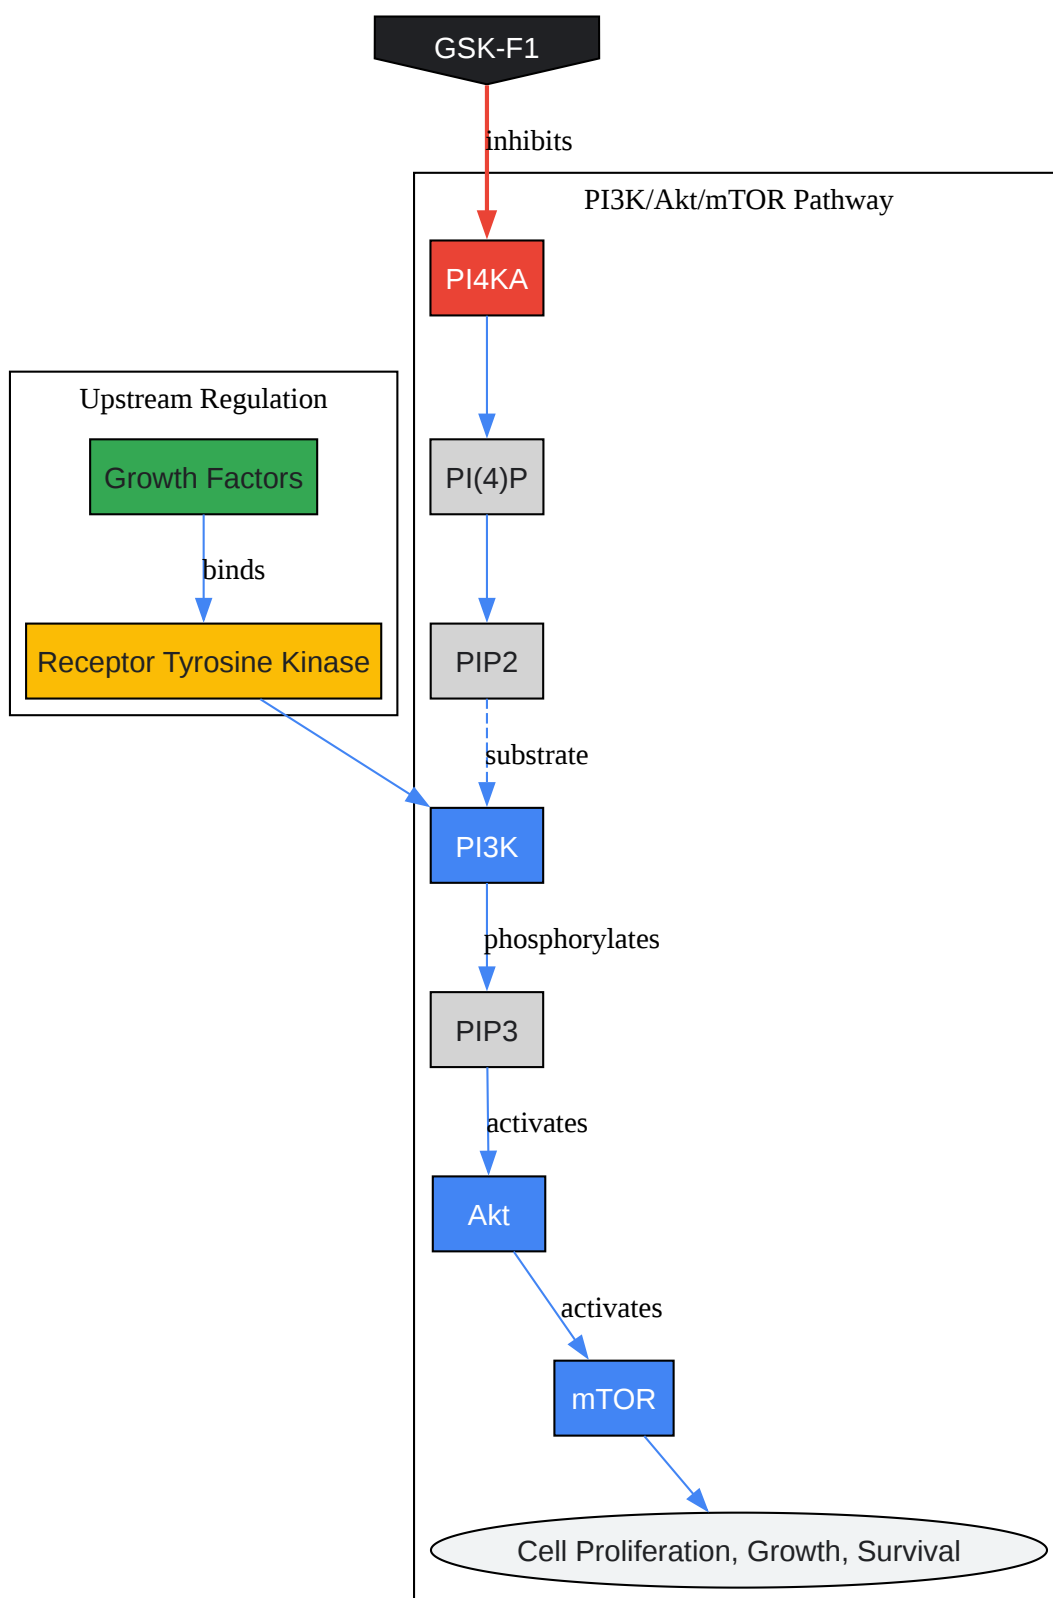 GSK-F1
inhibits
PI3K/Akt/mTOR Pathway
PI4KA
Upstream Regulation
Growth Factors
PI(4)P
binds
Receptor Tyrosine Kinase
PIP2
substrate
PI3K
phosphorylates
PIP3
activates
Akt
activates
mTOR
Cell Proliferation, Growth, Survival